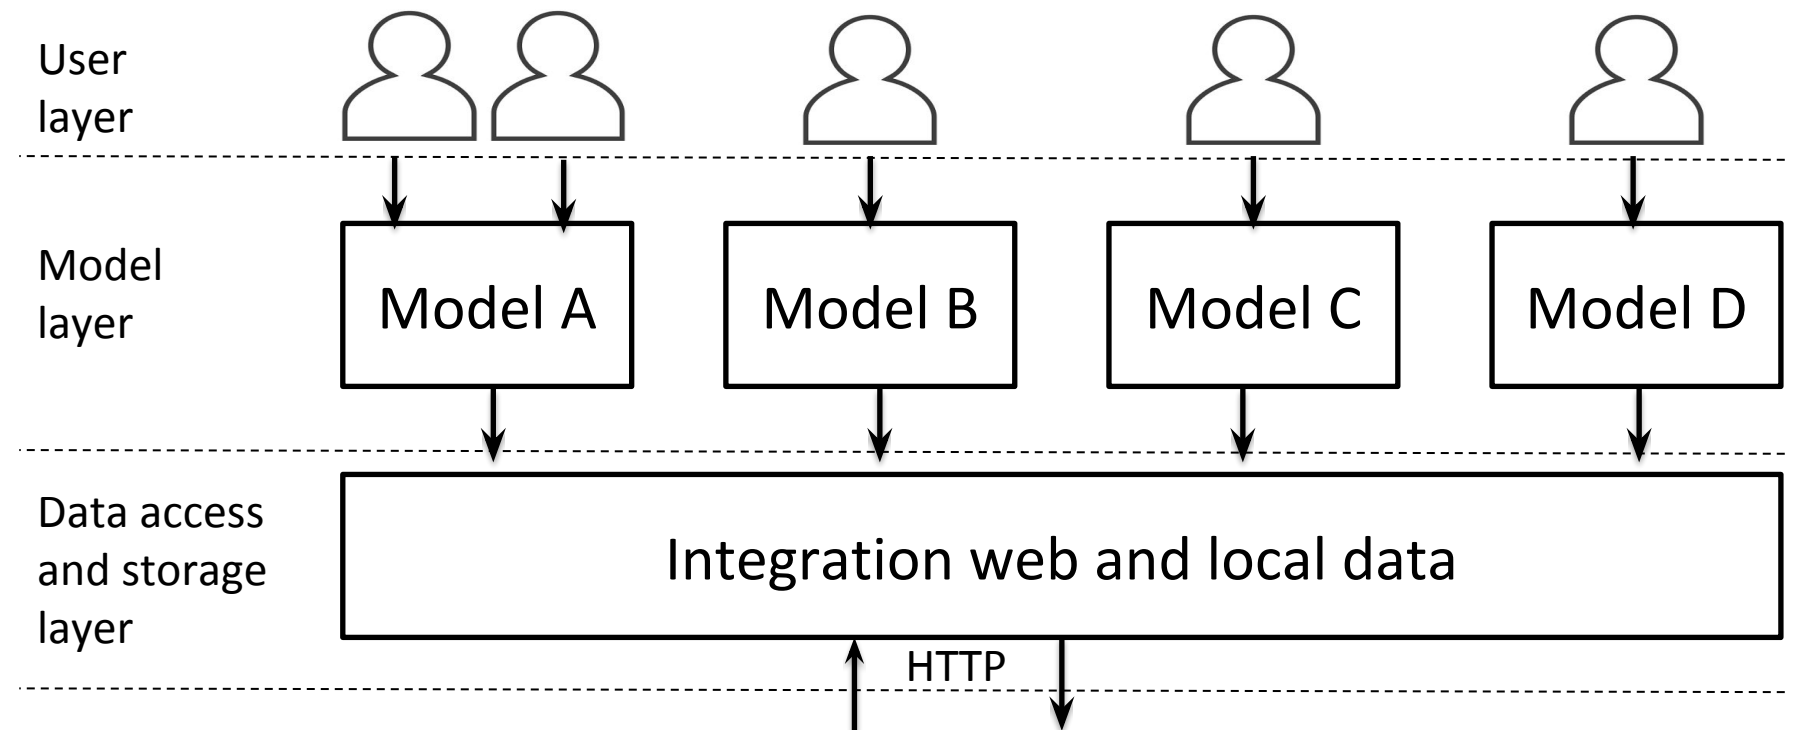 User
layer
Model
layer
Model A
Model B
Model C
Model D
Data access
and storage
layer
Integration web and local data
HTTP